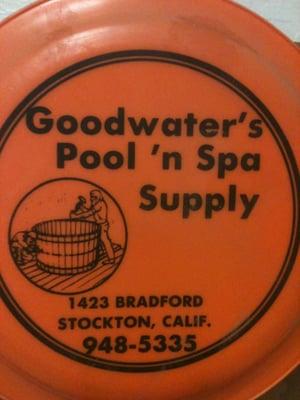 Goodwater's
Pool 'n Spa
Supply
1423 BRADFORD
STOCKTON, CALIF.
948-5335